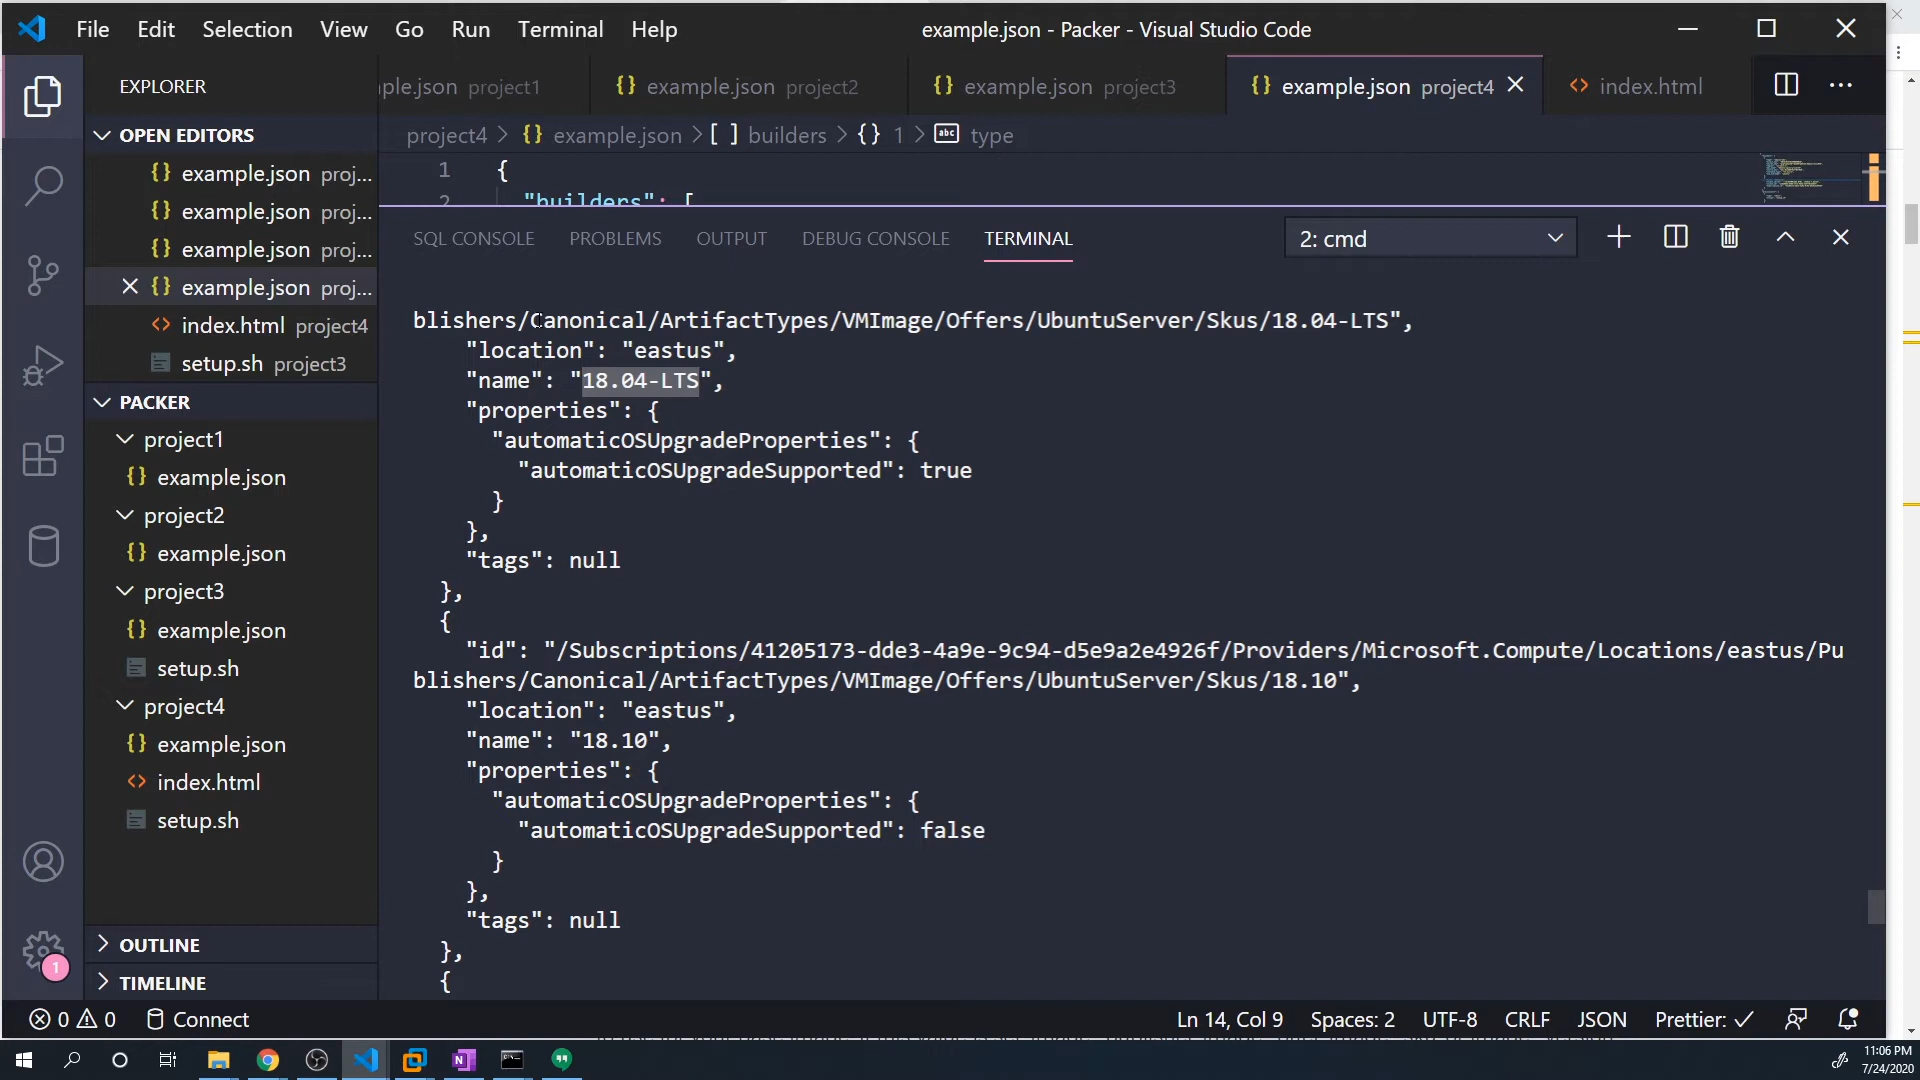 File Edit Selection View Go Run Terminal Help example.json - Packer - Visual Studio Code
EXPLORER
ple.json project1 {} example.json project2 {} example.json project3 {} example.json project4 <> index.html
OPEN EDITORS
project4 > {} example.json > [ ] builders > {} 1 > abc type
{} example.json proj...
{} example.json proj...
{} example.json proj...
{} example.json proj...
<> index.html project4
setup.sh project3
1 {
2 "builders": [
SQL CONSOLE PROBLEMS OUTPUT DEBUG CONSOLE TERMINAL 2: cmd
blishers/Canonical/ArtifactTypes/VMImage/Offers/UbuntuServer/Skus/18.04-LTS",
"location": "eastus",
"name": "18.04-LTS",
"properties": {
"automaticOSUpgradeProperties": {
"automaticOSUpgradeSupported": true
}
},
"tags": null
},
{
"id": "/Subscriptions/41205173-dde3-4a9e-9c94-d5e9a2e4926f/Providers/Microsoft.Compute/Locations/eastus/Pu
blishers/Canonical/ArtifactTypes/VMImage/Offers/UbuntuServer/Skus/18.10",
"location": "eastus",
"name": "18.10",
"properties": {
"automaticOSUpgradeProperties": {
"automaticOSUpgradeSupported": false
}
},
"tags": null
},
{
PACKER
project1
{} example.json
project2
{} example.json
project3
{} example.json
setup.sh
project4
{} example.json
<> index.html
setup.sh
1
OUTLINE
TIMELINE
0 0 Connect Ln 14, Col 9 Spaces: 2 UTF-8 CRLF JSON Prettier: ✓
11:06 PM
7/24/2020